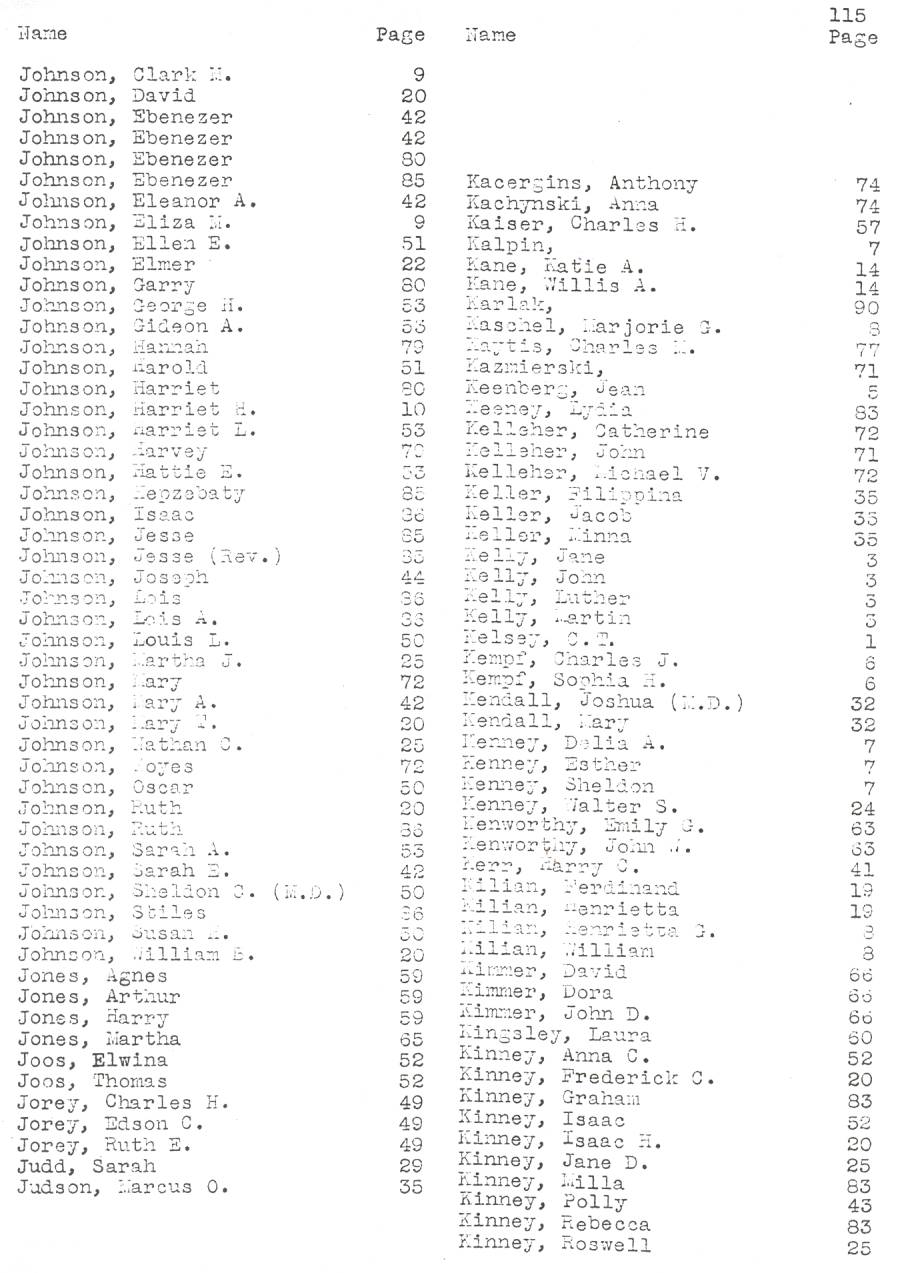 115
Name Page Name Page
Johnson, Clark M. 9
Johnson, David 20
Johnson, Ebenezer 42
Johnson, Ebenezer 42
Johnson, Ebenezer 80
Johnson, Ebenezer 85
Johnson, Eleanor A. 42
Johnson, Eliza M. 9
Johnson, Ellen E. 51
Johnson, Elmer 22
Johnson, Garry 80
Johnson, George H. 53
Johnson, Gideon A. 53
Johnson, Hannah 79
Johnson, Harold 51
Johnson, Harriet 80
Johnson, Harriet H. 10
Johnson, Harriet L. 53
Johnson, Harvey
Johnson, Hattie E. 53
Johnson, Hepzebaty
Johnson, Isaac
Johnson, Jesse
Johnson, Jesse (Rev.)
Johnson, Joseph 44
Johnson, Lois
Johnson, Lois A.
Johnson, Louis L. 50
Johnson, Martha J. 25
Johnson, Mary 72
Johnson, Mary A. 42
Johnson, Mary T. 20
Johnson, Nathan C. 25
Johnson, Noyes 72
Johnson, Oscar 50
Johnson, Ruth 20
Johnson, Ruth
Johnson, Sarah A. 53
Johnson, Sarah E. 42
Johnson, Sheldon C. (M.D.) 50
Johnson, Stiles
Johnson, Susan 50
Johnson, William B. 20
Jones, Agnes 59
Jones, Arthur 59
Jones, Harry 59
Jones, Martha 65
Joos, Elwina 52
Joos, Thomas 52
Jorey, Charles H. 49
Jorey, Edson C. 49
Jorey, Ruth E. 49
Judd, Sarah 29
Judson, Marcus O. 35
Kacergins, Anthony 74
Kachynski, Anna 74
Kaiser, Charles H. 57
Kalpin, 7
Kane, Katie A. 14
Kane, Willis A. 14
Karlak, 90
Kaschel, Marjorie G. 8
Kaytis, Charles M. 77
Kazmierski, 71
Keenberg, Jean 5
Keeney, Lydia 83
Kelleher, Catherine 72
Kelleher, John 71
Kelleher, Michael V. 72
Keller, Filippina 35
Keller, Jacob 35
Keller, Minna 35
Kelly, Jane 3
Kelly, John 3
Kelly, Luther 3
Kelly, Martin 3
Kelsey, C. T. 1
Kempf, Charles J. 6
Kempf, Sophia H. 6
Kendall, Joshua (M.D.) 32
Kendall, Mary 32
Kenney, Delia A. 7
Kenney, Esther 7
Kenney, Sheldon 7
Kenney, Walter S. 24
Kenworthy, Emily G. 63
Kenworthy, John W. 63
Kerr, Harry C. 41
Kilian, Ferdinand 19
Kilian, Henrietta 19
Kilian, Henrietta G. 8
Kilian, William 8
Kimmer, David 66
Kimmer, Dora 66
Kimmer, John D. 66
Kingsley, Laura 60
Kinney, Anna C. 52
Kinney, Frederick C. 20
Kinney, Graham 83
Kinney, Isaac 52
Kinney, Isaac H. 20
Kinney, Jane D. 25
Kinney, Milla 83
Kinney, Polly 43
Kinney, Rebecca 83
Kinney, Roswell 25